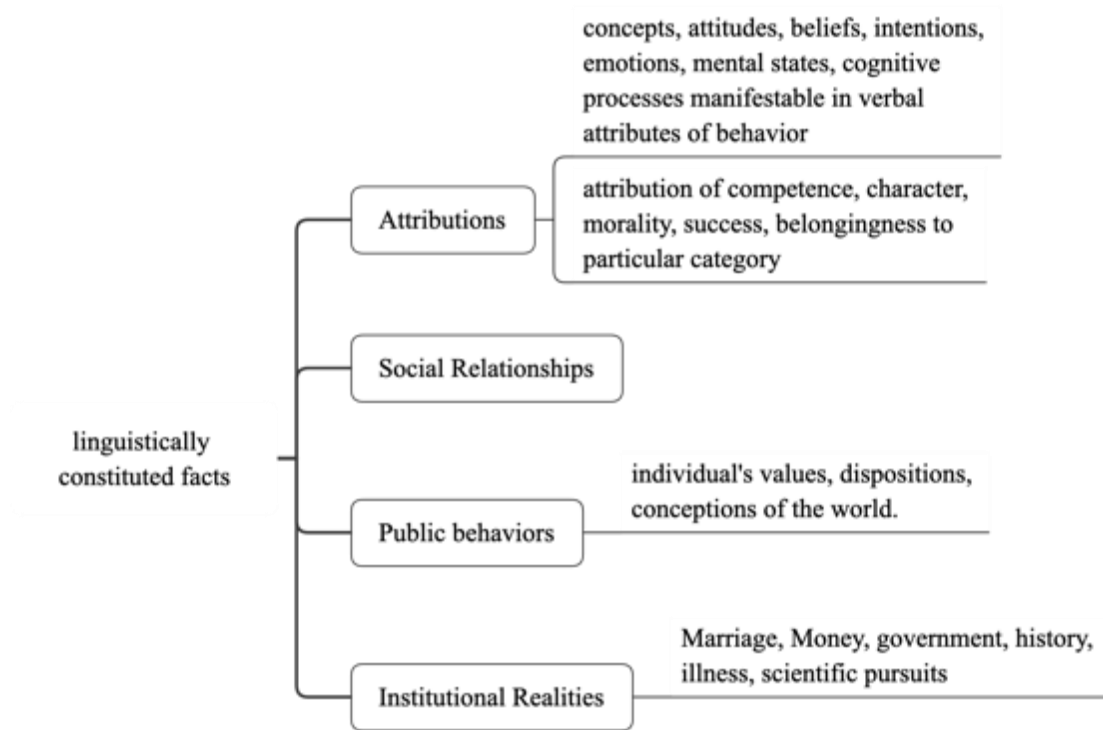 concepts, attitudes, beliefs, intentions,
emotions, mental states, cognitive
processes manifestable in verbal
attributes of behavior
Attributions
attribution of competence, character,
morality, success, belongingness to
particular category
Social Relationships
linguistically
constituted facts
individual's values, dispositions,
conceptions of the world.
Public behaviors
Marriage, Money, government, history,
illness, scientific pursuits
Institutional Realities